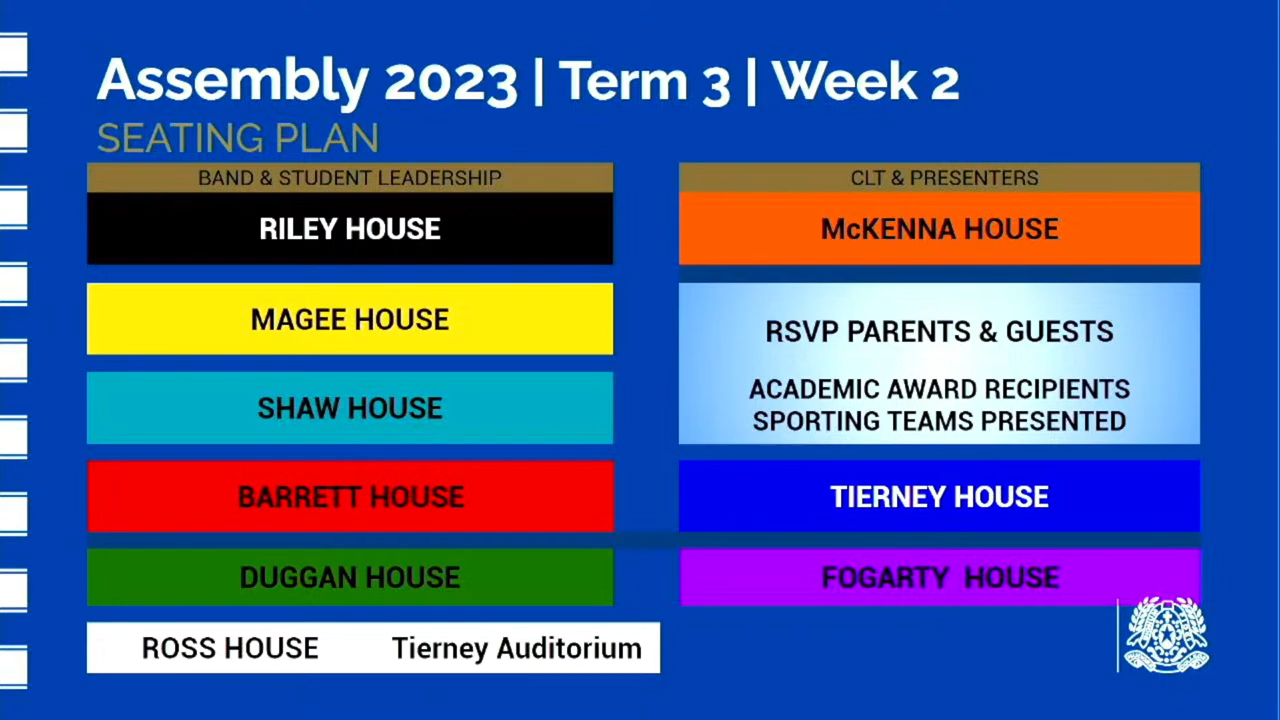 Assembly 2023 | Term 3 | Week 2
SEATING PLAN
BAND & STUDENT LEADERSHIP
RILEY HOUSE
MAGEE HOUSE
SHAW HOUSE
BARRETT HOUSE
DUGGAN HOUSE
ROSS HOUSE Tierney Auditorium
CLT & PRESENTERS
McKENNA HOUSE
RSVP PARENTS & GUESTS
ACADEMIC AWARD RECIPIENTS
SPORTING TEAMS PRESENTED
TIERNEY HOUSE
FOGARTY HOUSE